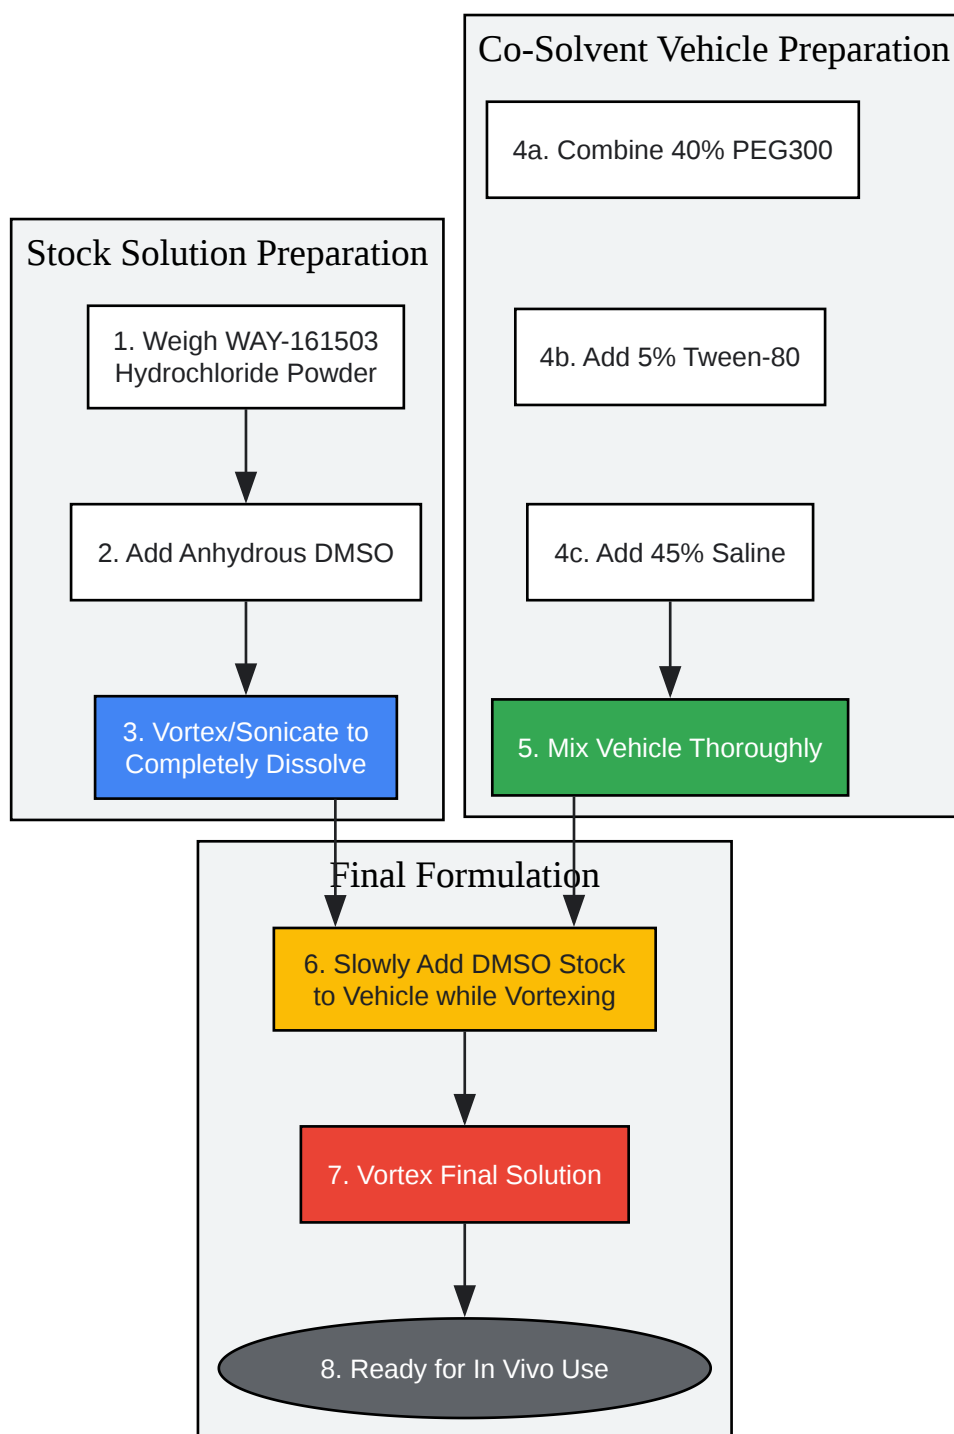 Co-Solvent Vehicle Preparation
4a. Combine 40% PEG300
4b. Add 5% Tween-80
4c. Add 45% Saline
5. Mix Vehicle Thoroughly
Stock Solution Preparation
1. Weigh WAY-161503
Hydrochloride Powder
2. Add Anhydrous DMSO
3. Vortex/Sonicate to
Completely Dissolve
Final Formulation
6. Slowly Add DMSO Stock
to Vehicle while Vortexing
7. Vortex Final Solution
8. Ready for In Vivo Use